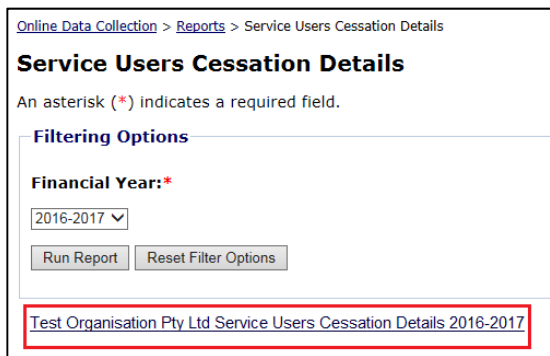 Online Data Collection > Reports > Service Users Cessation Details
Service Users Cessation Details
An asterisk (*) indicates a required field.
Filtering Options
Financial Year:*
2016-2017
Run Report Reset Filter Options
Test Organisation Pty Ltd Service Users Cessation Details 2016-2017